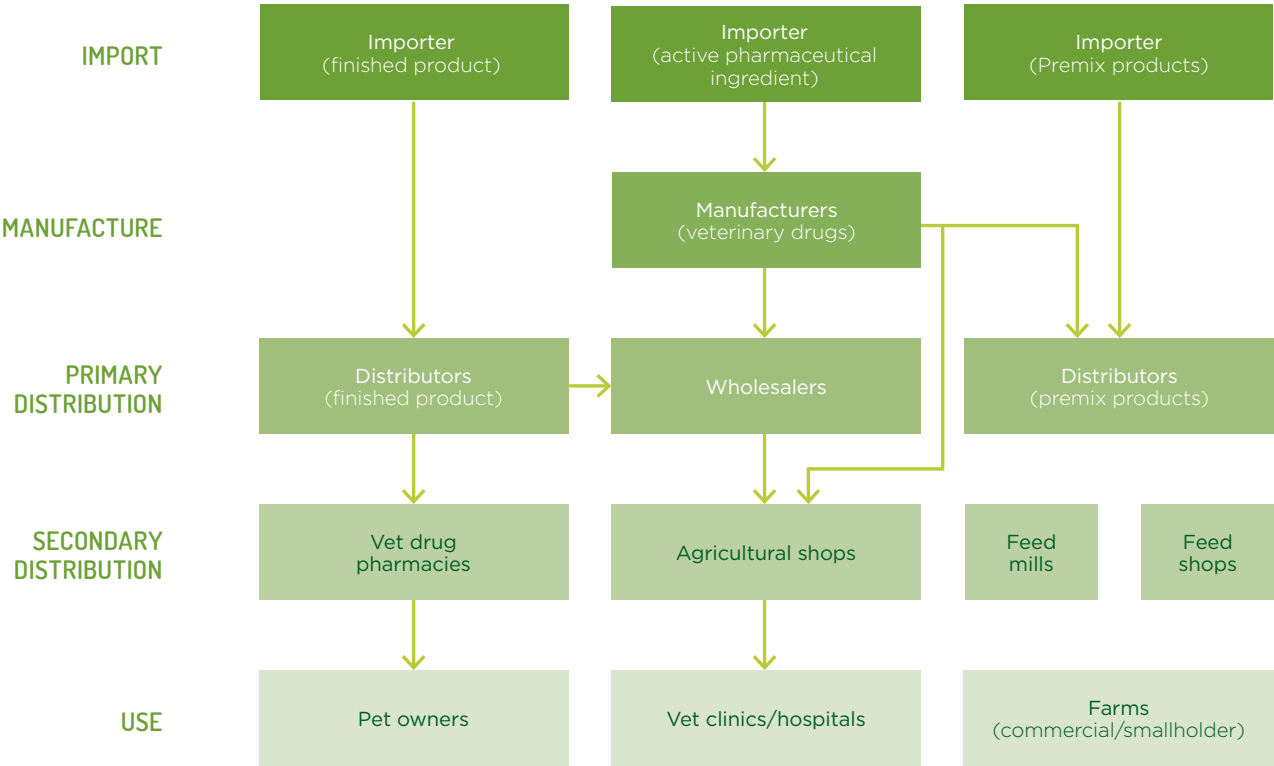 IMPORT
Importer
(finished product)
Importer
(active pharmaceutical
ingredient)
Importer
(Premix products)
MANUFACTURE
Manufacturers
(veterinary drugs)
PRIMARY
DISTRIBUTION
Distributors
(finished product)
Wholesalers
Distributors
(premix products)
SECONDARY
DISTRIBUTION
Vet drug
pharmacies
Agricultural shops
Feed
mills
Feed
shops
USE
Pet owners
Vet clinics/hospitals
Farms
(commercial/smallholder)